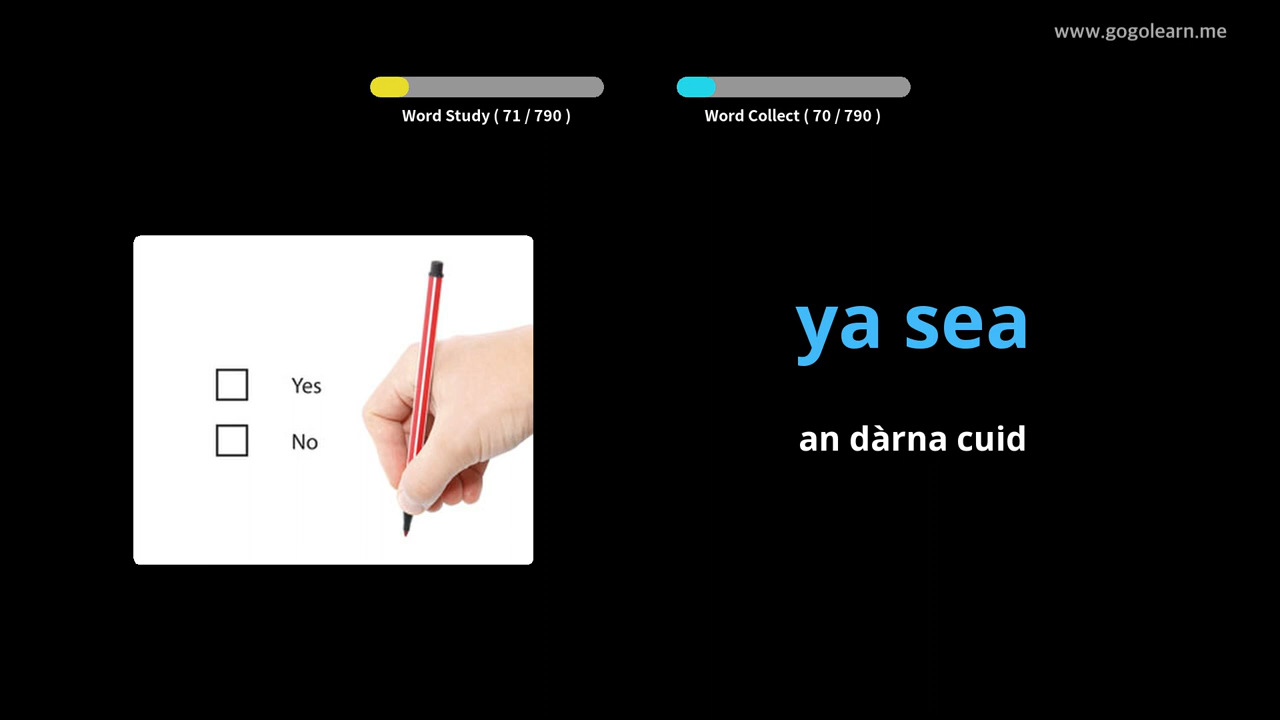 www.gogolearn.me
Word Study ( 71 / 790 )
Word Collect ( 70 / 790 )
Yes
No
ya sea
an dàrna cuid